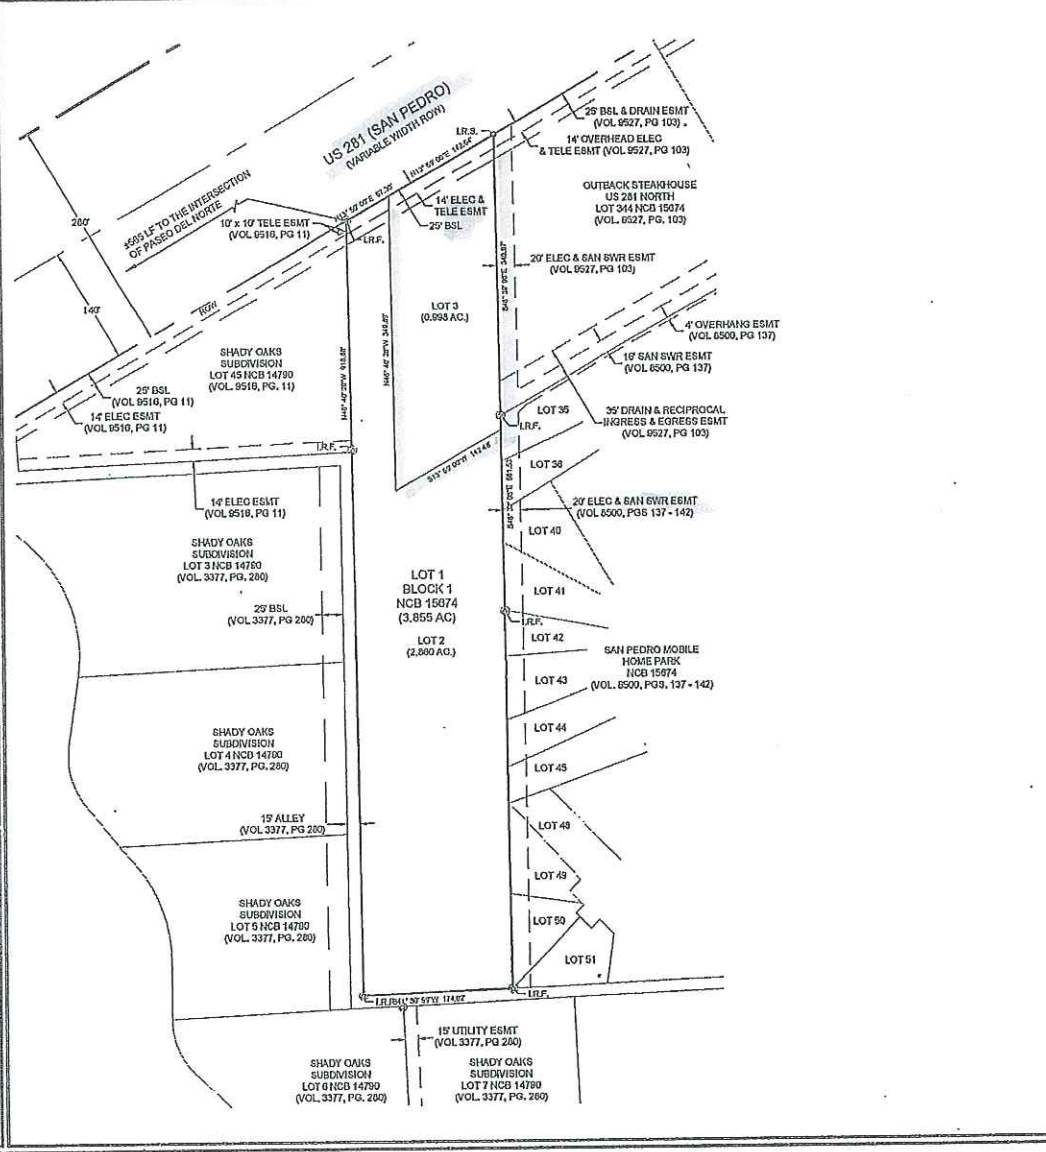 US 281 (SAN PEDRO)
(VARIABLE WIDTH ROW)
I.R.S.
25' BSL & DRAIN ESMT
(VOL 9527, PG 103)
14' OVERHEAD ELEC
& TELE ESMT (VOL 9527, PG 103)
OUTBACK STEAKHOUSE
US 281 NORTH
LOT 344 NCB 15074
(VOL. 9527, PG. 103)
LF TO THE INTERSECTION
OF PASEO DEL NORTE
280'
140'
ROW
10' x 10' TELE ESMT
(VOL 9516, PG 11)
I.R.F.
14' ELEC &
TELE ESMT
25' BSL
20' ELEC & SAN SWR ESMT
(VOL 9527, PG 103)
LOT 3
(0.998 AC.)
4' OVERHANG ESMT
(VOL 8500, PG 137)
16' SAN SWR ESMT
(VOL 8500, PG 137)
SHADY OAKS
SUBDIVISION
LOT 45 NCB 14790
(VOL. 9516, PG. 11)
25' BSL
(VOL 9516, PG 11)
14' ELEC ESMT
(VOL 9516, PG 11)
I.R.F.
LOT 35
I.R.F.
35' DRAIN & RECIPROCAL
INGRESS & EGRESS ESMT
(VOL 9527, PG 103)
LOT 36
14' ELEC ESMT
(VOL 9516, PG 11)
20' ELEC & SAN SWR ESMT
(VOL 8500, PGS 137 - 142)
LOT 40
SHADY OAKS
SUBDIVISION
LOT 3 NCB 14790
(VOL. 3377, PG. 280)
LOT 1
BLOCK 1
NCB 15674
(3.855 AC)
LOT 2
(2.860 AC.)
LOT 41
25' BSL
(VOL 3377, PG 280)
I.R.F.
LOT 42
SAN PEDRO MOBILE
HOME PARK
NCB 15674
(VOL. 8500, PGS. 137 - 142)
LOT 43
LOT 44
LOT 45
SHADY OAKS
SUBDIVISION
LOT 4 NCB 14790
(VOL. 3377, PG. 280)
15' ALLEY
(VOL 3377, PG 280)
LOT 48
LOT 49
LOT 50
LOT 51
SHADY OAKS
SUBDIVISION
LOT 5 NCB 14790
(VOL. 3377, PG. 280)
I.R.F.
15' UTILITY ESMT
(VOL 3377, PG 280)
SHADY OAKS
SUBDIVISION
LOT 6 NCB 14790
(VOL. 3377, PG. 280)
SHADY OAKS
SUBDIVISION
LOT 7 NCB 14790
(VOL. 3377, PG. 280)